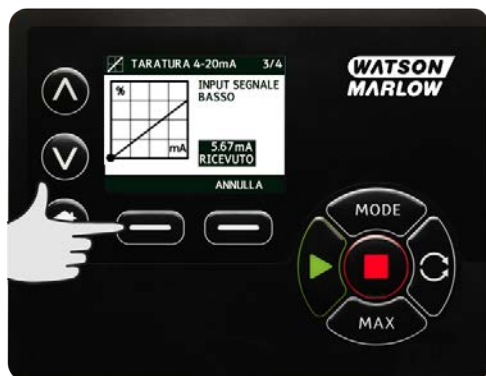 TARATURA 4-20mA 3/4
WATSON
MARLOW
%
INPUT SEGNALE
BASSO
mA
5.67mA
RICEVUTO
ANNULLA
MODE
MAX